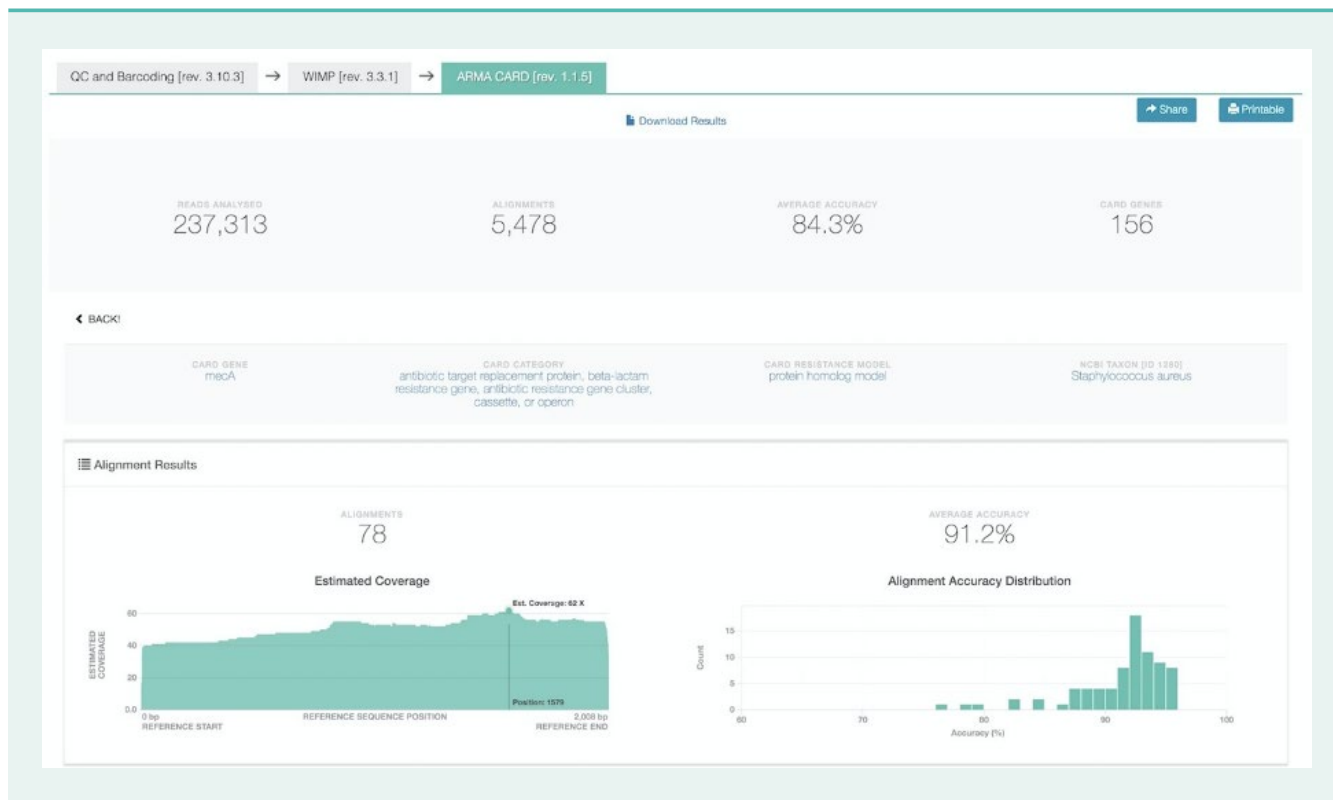 QC and Barcoding [rev. 3.10.3] → WIMP [rev. 3.3.1] → ARMA CARD [rev. 1.1.5]
Download Results
Share
Printable
READS ANALYSED
237,313
ALIGNMENTS
5,478
AVERAGE ACCURACY
84.3%
CARD GENES
156
BACK!
CARD GENE
mecA
CARD CATEGORY
antibiotic target replacement protein, beta-lactam
resistance gene, antibiotic resistance gene cluster,
cassette, or operon
CARD RESISTANCE MODEL
protein homolog model
NCBI TAXON [ID 1280]
Staphylococcus aureus
Alignment Results
ALIGNMENTS
78
AVERAGE ACCURACY
91.2%
Estimated Coverage
Est. Coverage: 62 X
60
40
20
0.0
ESTIMATED
COVERAGE
Position: 1579
0 bp
REFERENCE START
REFERENCE SEQUENCE POSITION
2,008 bp
REFERENCE END
Alignment Accuracy Distribution
15
10
5
0
Count
60
70
80
90
100
Accuracy (%)